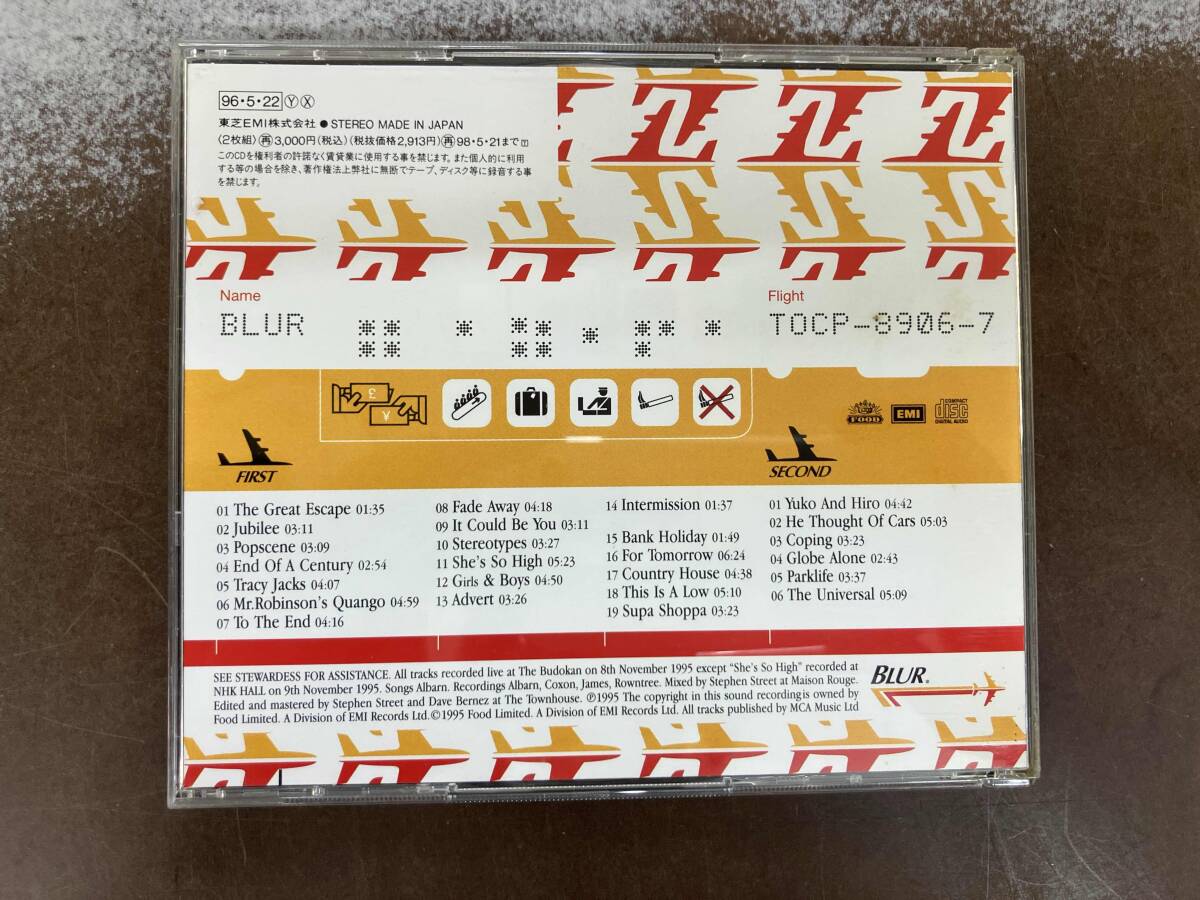 96・5・22 Ⓨ Ⓧ
東芝EMI株式会社 ● STEREO MADE IN JAPAN
〈2枚組〉 ㊥3,000円(税込) (税抜価格2,913円) 再98・5・21まで
このCDを権利者の許諾なく賃貸業に使用する事を禁じます。また個人的に利用
する等の場合を除き、著作権法上弊社に無断でテープ、ディスク等に録音する事
を禁じます。
Name
Flight
BLUR
TOCP-8906-7
£
¥
FOOD
EMI
COMPACT
disc
DIGITAL AUDIO
FIRST
SECOND
01 The Great Escape 01:35
02 Jubilee 03:11
03 Popscene 03:09
04 End Of A Century 02:54
05 Tracy Jacks 04:07
06 Mr.Robinson's Quango 04:59
07 To The End 04:16
08 Fade Away 04:18
09 It Could Be You 03:11
10 Stereotypes 03:27
11 She's So High 05:23
12 Girls & Boys 04:50
13 Advert 03:26
14 Intermission 01:37
15 Bank Holiday 01:49
16 For Tomorrow 06:24
17 Country House 04:38
18 This Is A Low 05:10
19 Supa Shoppa 03:23
01 Yuko And Hiro 04:42
02 He Thought Of Cars 05:03
03 Coping 03:23
04 Globe Alone 02:43
05 Parklife 03:37
06 The Universal 05:09
SEE STEWARDESS FOR ASSISTANCE. All tracks recorded live at The Budokan on 8th November 1995 except "She's So High" recorded at
NHK HALL on 9th November 1995. Songs Albarn. Recordings Albarn, Coxon, James, Rowntree. Mixed by Stephen Street at Maison Rouge.
Edited and mastered by Stephen Street and Dave Bernez at The Townhouse. ℗1995 The copyright in this sound recording is owned by
Food Limited. A Division of EMI Records Ltd.©1995 Food Limited. A Division of EMI Records Ltd. All tracks published by MCA Music Ltd
BLUR®